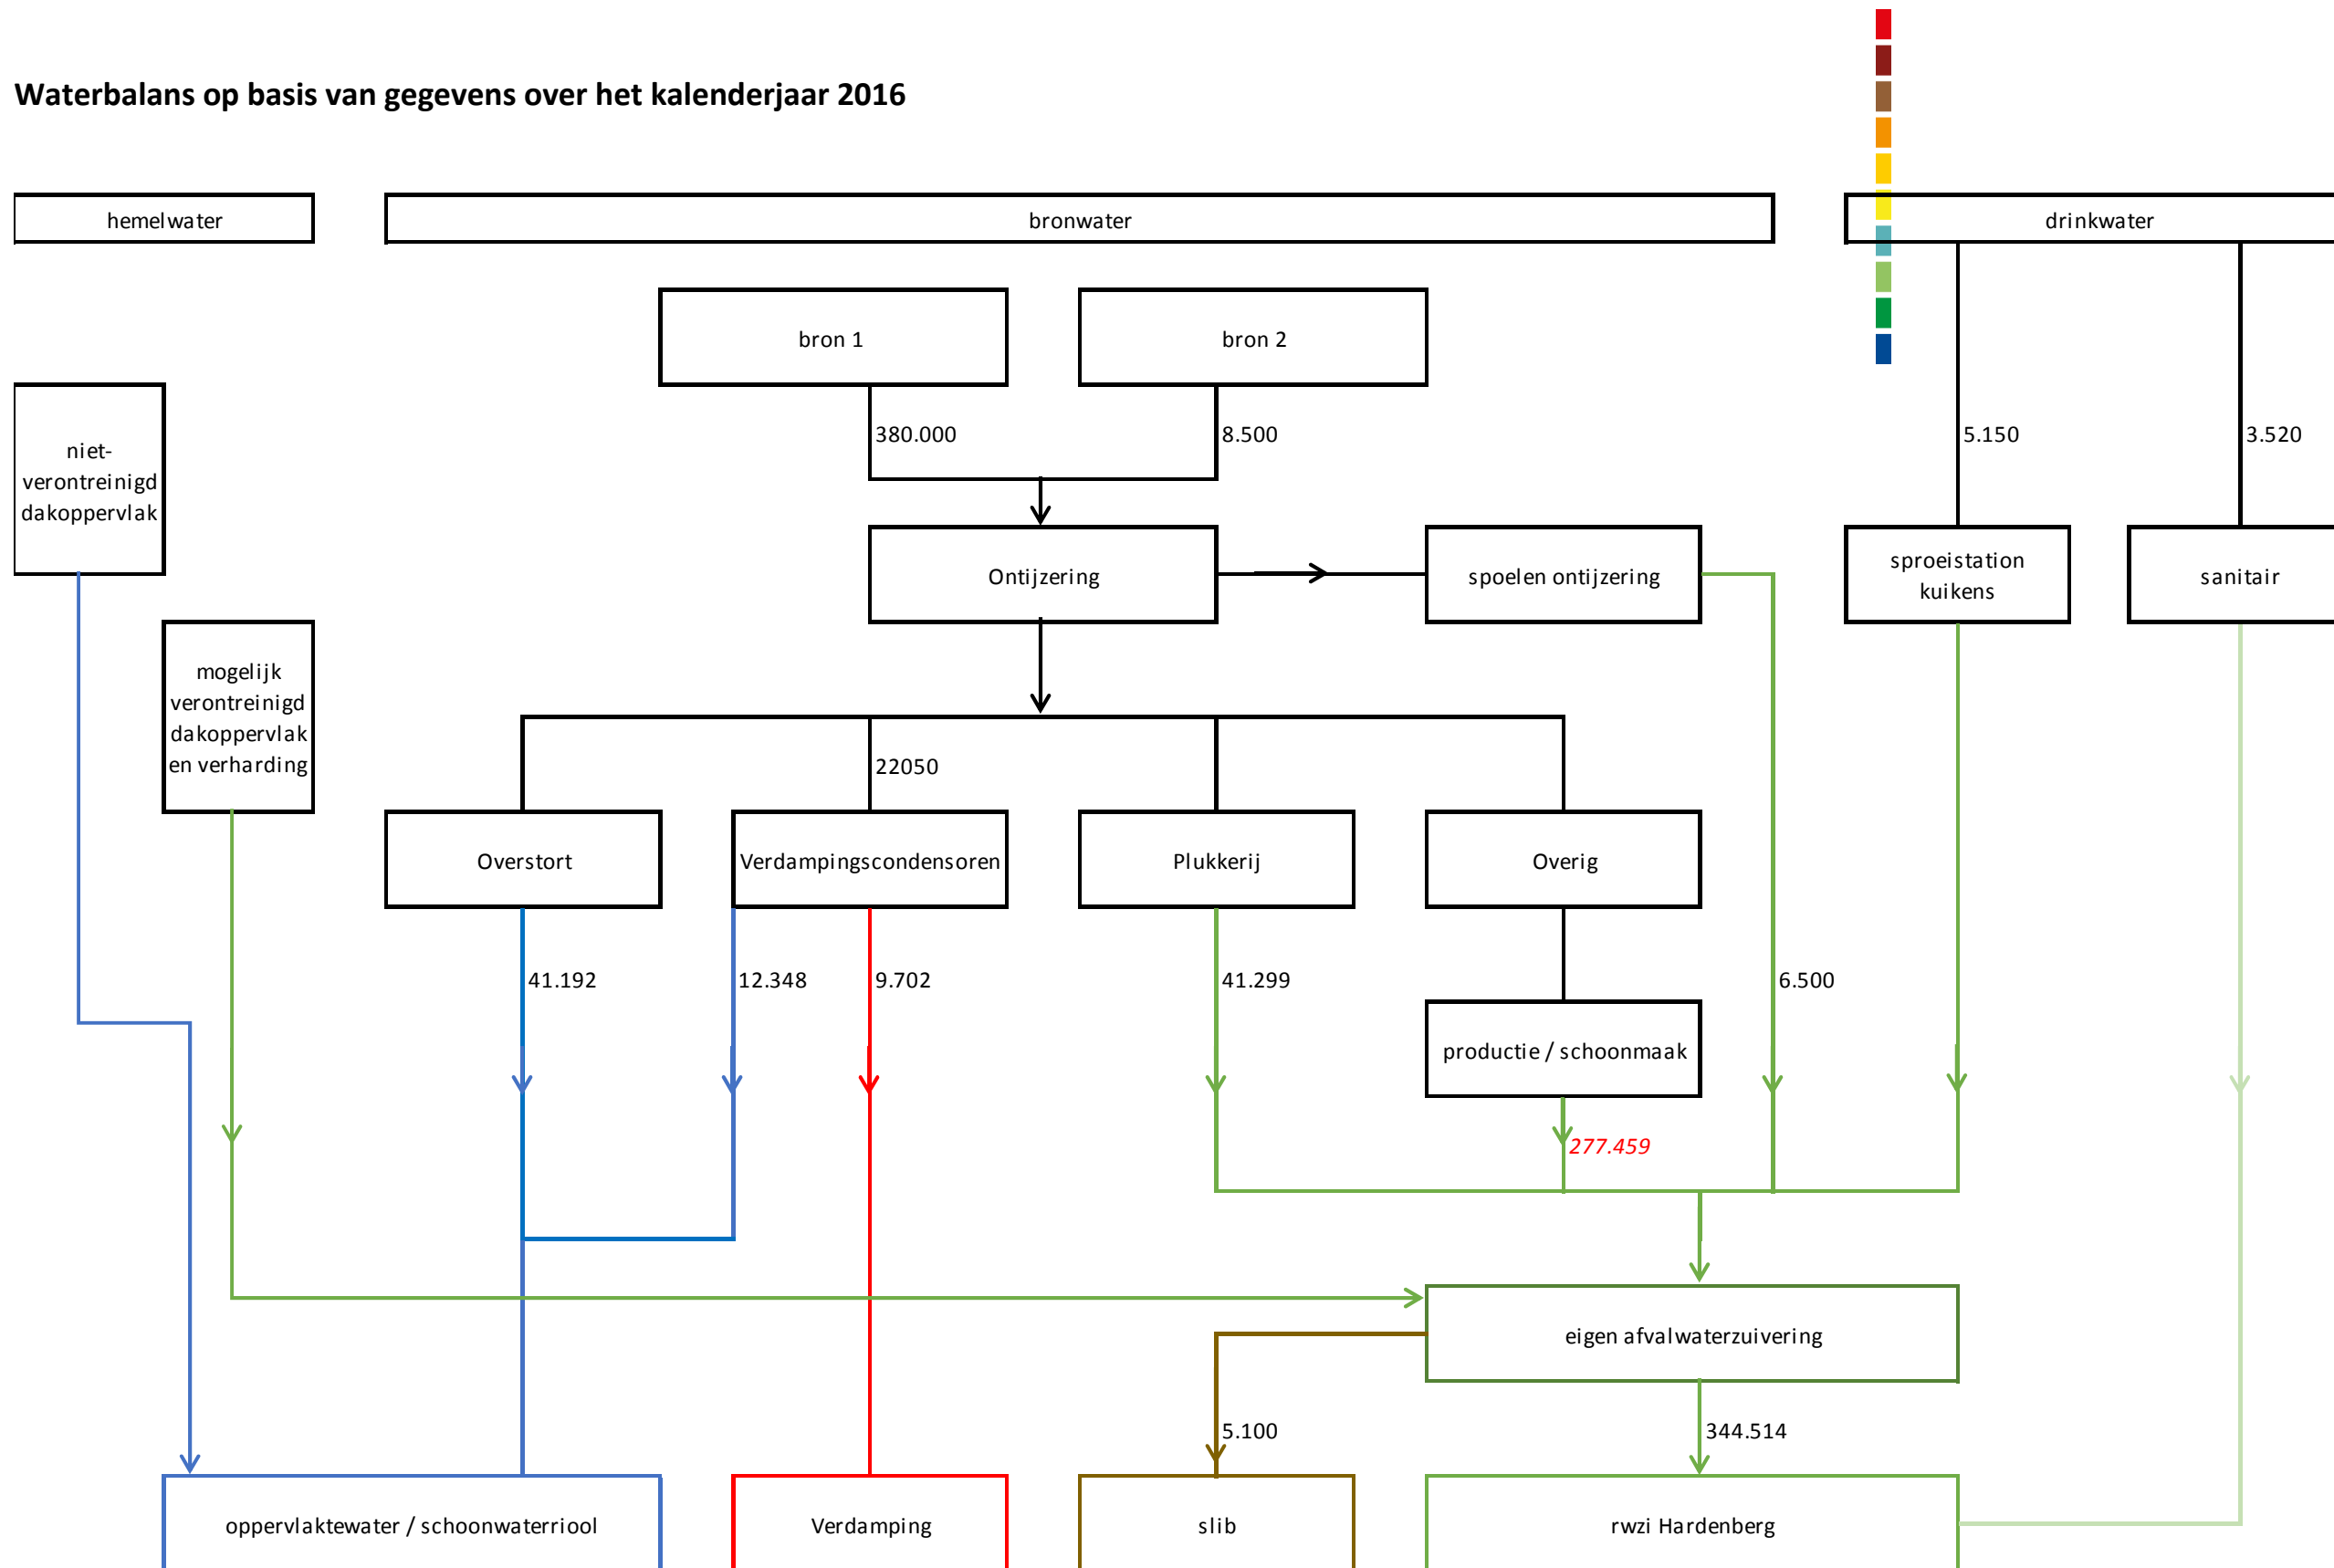 Waterbalans op basis van gegevens over het kalenderjaar 2016
hemelwater
bronwater
drinkwater
bron 1
bron 2
380.000
8.500
5.150
3.520
niet-
verontreinigd
dakoppervlak
Ontijzering
spoelen ontijzering
sproeistation
kuikens
sanitair
mogelijk
verontreinigd
dakoppervlak
en verharding
22050
Overstort
Verdampingscondensoren
Plukkerij
Overig
41.192
12.348
9.702
41.299
6.500
productie / schoonmaak
277.459
eigen afvalwaterzuivering
5.100
344.514
oppervlaktewater / schoonwaterriool
Verdamping
slib
rwzi Hardenberg